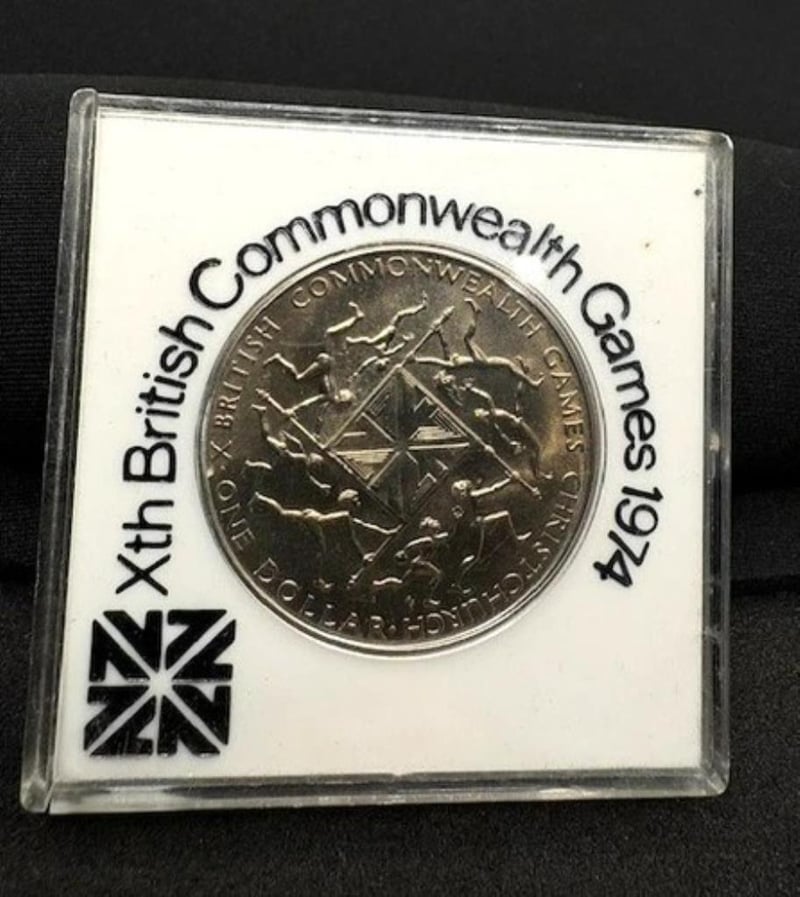 Xth British Commonwealth Games 1974
X BRITISH COMMONWEALTH GAMES CHRISTCHURCH
ONE DOLLAR